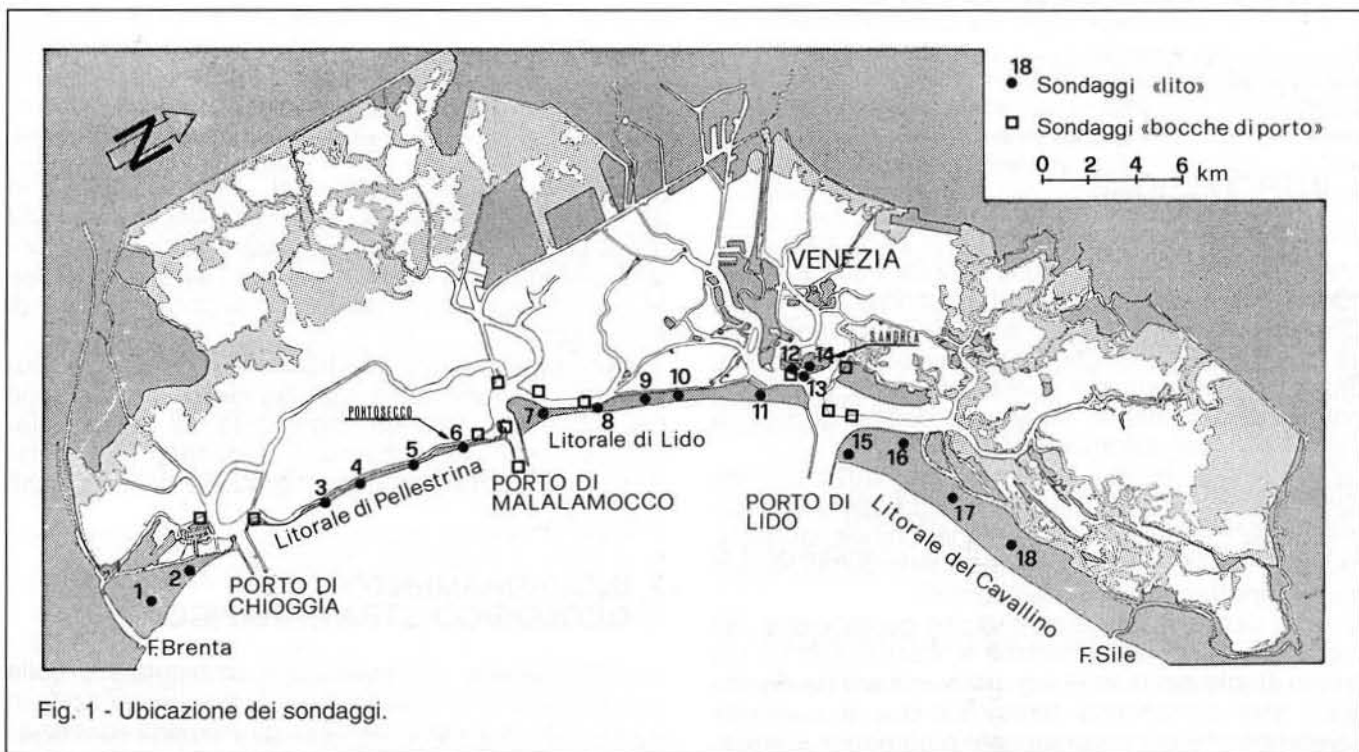 N
18
Sondaggi «lito»
Sondaggi «bocche di porto»
0 2 4 6
km
VENEZIA
S.ANDREA
12 14
13
9 10
11
7
8
Litorale di Lido
PORTOSECCO
6
5
4
3
Litorale di Pellestrina
PORTO DI
MALALAMOCCO
15
16
PORTO DI
LIDO
17
18
Litorale del Cavallino
2
1
PORTO DI
CHIOGGIA
F.Brenta
F.Sile
Fig. 1 - Ubicazione dei sondaggi.